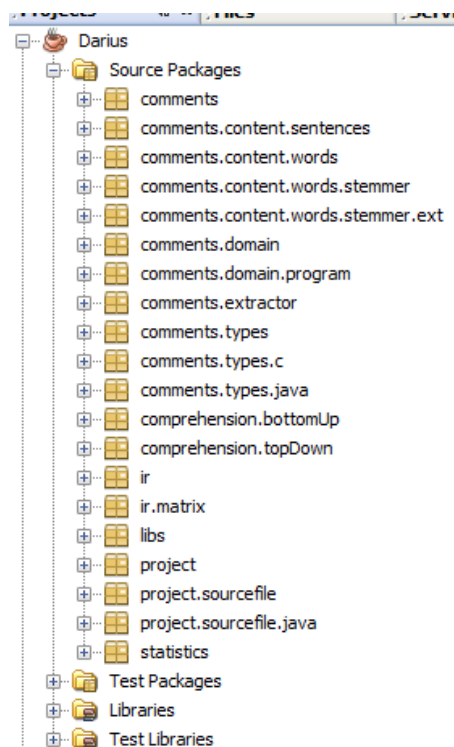 Darius
Source Packages
comments
comments.content.sentences
comments.content.words
comments.content.words.stemmer
comments.content.words.stemmer.ext
comments.domain
comments.domain.program
comments.extractor
comments.types
comments.types.c
comments.types.java
comprehension.bottomUp
comprehension.topDown
ir
ir.matrix
libs
project
project.sourcefile
project.sourcefile.java
statistics
Test Packages
Libraries
Test Libraries